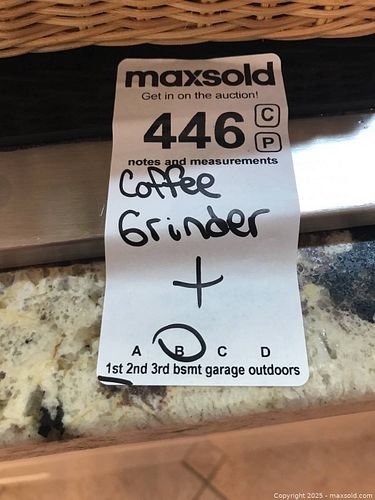 maxsold
Get in on the auction!
446 C
P
notes and measurements
Coffee
Grinder
+
A B C D
1st 2nd 3rd bsmt garage outdoors
Copyright 2025 - maxsold.com